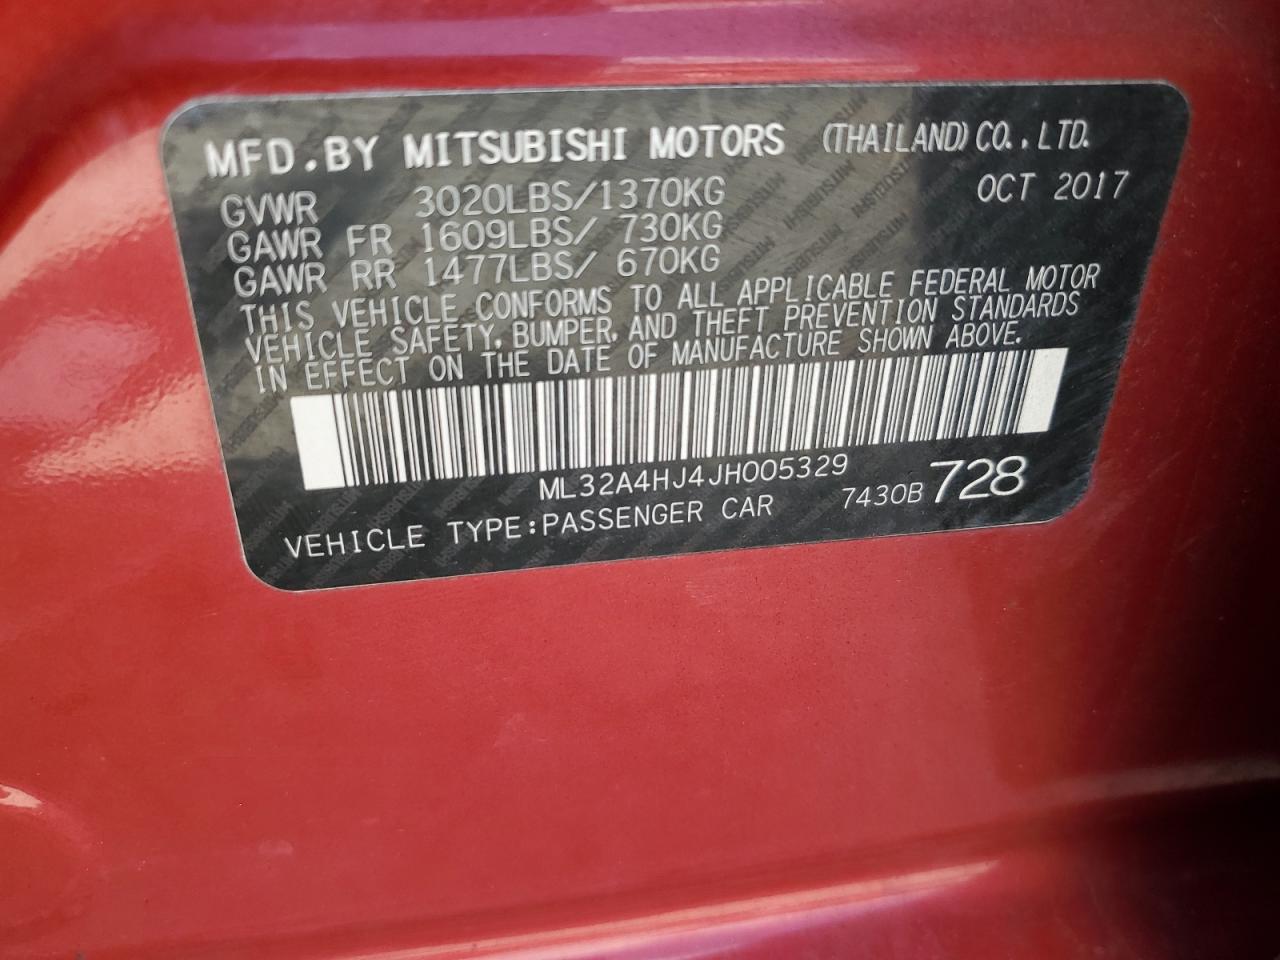 MFD.BY MITSUBISHI MOTORS (THAILAND) CO.,LTD.
OCT 2017
GVWR 3020LBS/1370KG
GAWR FR 1609LBS/ 730KG
GAWR RR 1477LBS/ 670KG
THIS VEHICLE CONFORMS TO ALL APPLICABLE FEDERAL MOTOR
VEHICLE SAFETY, BUMPER, AND THEFT PREVENTION STANDARDS
IN EFFECT ON THE DATE OF MANUFACTURE SHOWN ABOVE.
ML32A4HJ4JH005329
VEHICLE TYPE:PASSENGER CAR 7430B 728